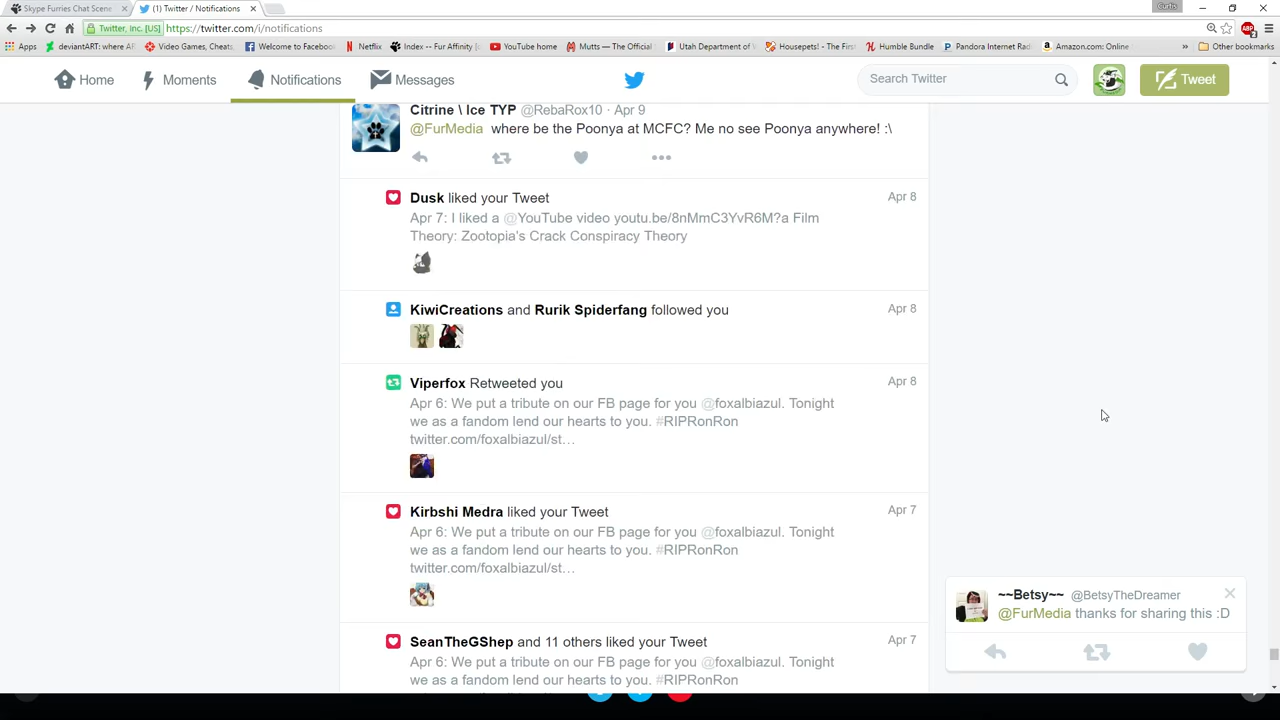 Skype Furries Chat Scene
(1) Twitter / Notifications
Curtis
Twitter, Inc. [US]
https://twitter.com/i/notifications
Apps
deviantART: where AR
Video Games, Cheats,
Welcome to Faceboo
Netflix
Index -- Fur Affinity [
YouTube home
Mutts — The Official
Utah Department of
Housepets! — The Firs
Humble Bundle
Pandora Internet Rad
Amazon.com: Online
»
Other bookmarks
ABP
2
Home
Moments
Notifications
Messages
Search Twitter
Tweet
Citrine \ Ice TYP @RebaRox10 · Apr 9
@FurMedia where be the Poonya at MCFC? Me no see Poonya anywhere! :\
Dusk liked your Tweet
Apr 8
Apr 7: I liked a @YouTube video youtu.be/8nMmC3YvR6M?a Film
Theory: Zootopia's Crack Conspiracy Theory
KiwiCreations and Rurik Spiderfang followed you
Apr 8
Viperfox Retweeted you
Apr 8
Apr 6: We put a tribute on our FB page for you @foxalbiazul. Tonight
we as a fandom lend our hearts to you. #RIPRonRon
twitter.com/foxalbiazul/st…
Kirbshi Medra liked your Tweet
Apr 7
Apr 6: We put a tribute on our FB page for you @foxalbiazul. Tonight
we as a fandom lend our hearts to you. #RIPRonRon
twitter.com/foxalbiazul/st…
SeanTheGShep and 11 others liked your Tweet
Apr 7
Apr 6: We put a tribute on our FB page for you @foxalbiazul. Tonight
we as a fandom lend our hearts to you. #RIPRonRon
~~Betsy~~ @BetsyTheDreamer
@FurMedia thanks for sharing this :D